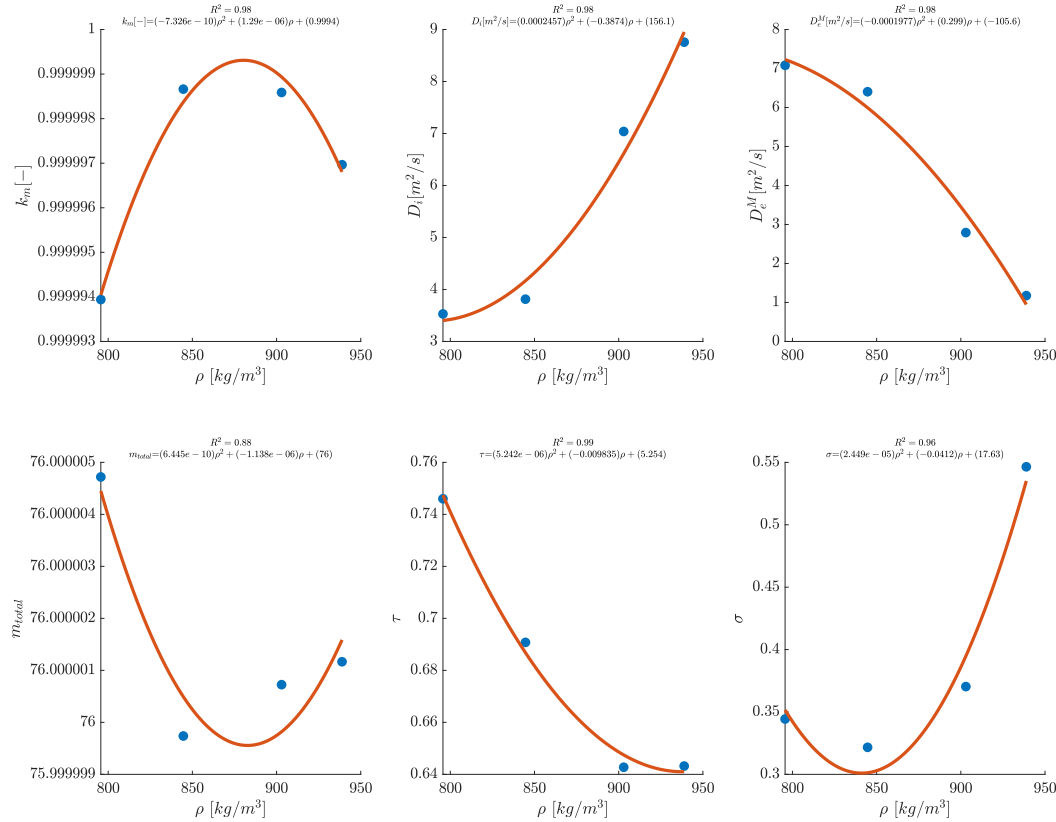 R² = 0.98
k_m[−]=(−7.326e − 10)ρ² + (1.29e − 06)ρ + (0.9994)
1
0.999999
0.999998
0.999997
0.999996
0.999995
0.999994
0.999993
k_m[−]
800 850 900 950
ρ [kg/m³]
R² = 0.98
D_i[m²/s]=(0.0002457)ρ² + (−0.3874)ρ + (156.1)
9
8
7
6
5
4
3
D_i[m²/s]
800 850 900 950
ρ [kg/m³]
R² = 0.98
D_e^M[m²/s]=(−0.0001977)ρ² + (0.299)ρ + (−105.6)
8
7
6
5
4
3
2
1
0
D_e^M[m²/s]
800 850 900 950
ρ [kg/m³]
R² = 0.88
m_total=(6.445e − 10)ρ² + (−1.138e − 06)ρ + (76)
76.000005
76.000004
76.000003
76.000002
76.000001
76
75.999999
m_total
800 850 900 950
ρ [kg/m³]
R² = 0.99
τ=(5.242e − 06)ρ² + (−0.009835)ρ + (5.254)
0.76
0.74
0.72
0.7
0.68
0.66
0.64
τ
800 850 900 950
ρ [kg/m³]
R² = 0.96
σ=(2.449e − 05)ρ² + (−0.0412)ρ + (17.63)
0.55
0.5
0.45
0.4
0.35
0.3
σ
800 850 900 950
ρ [kg/m³]